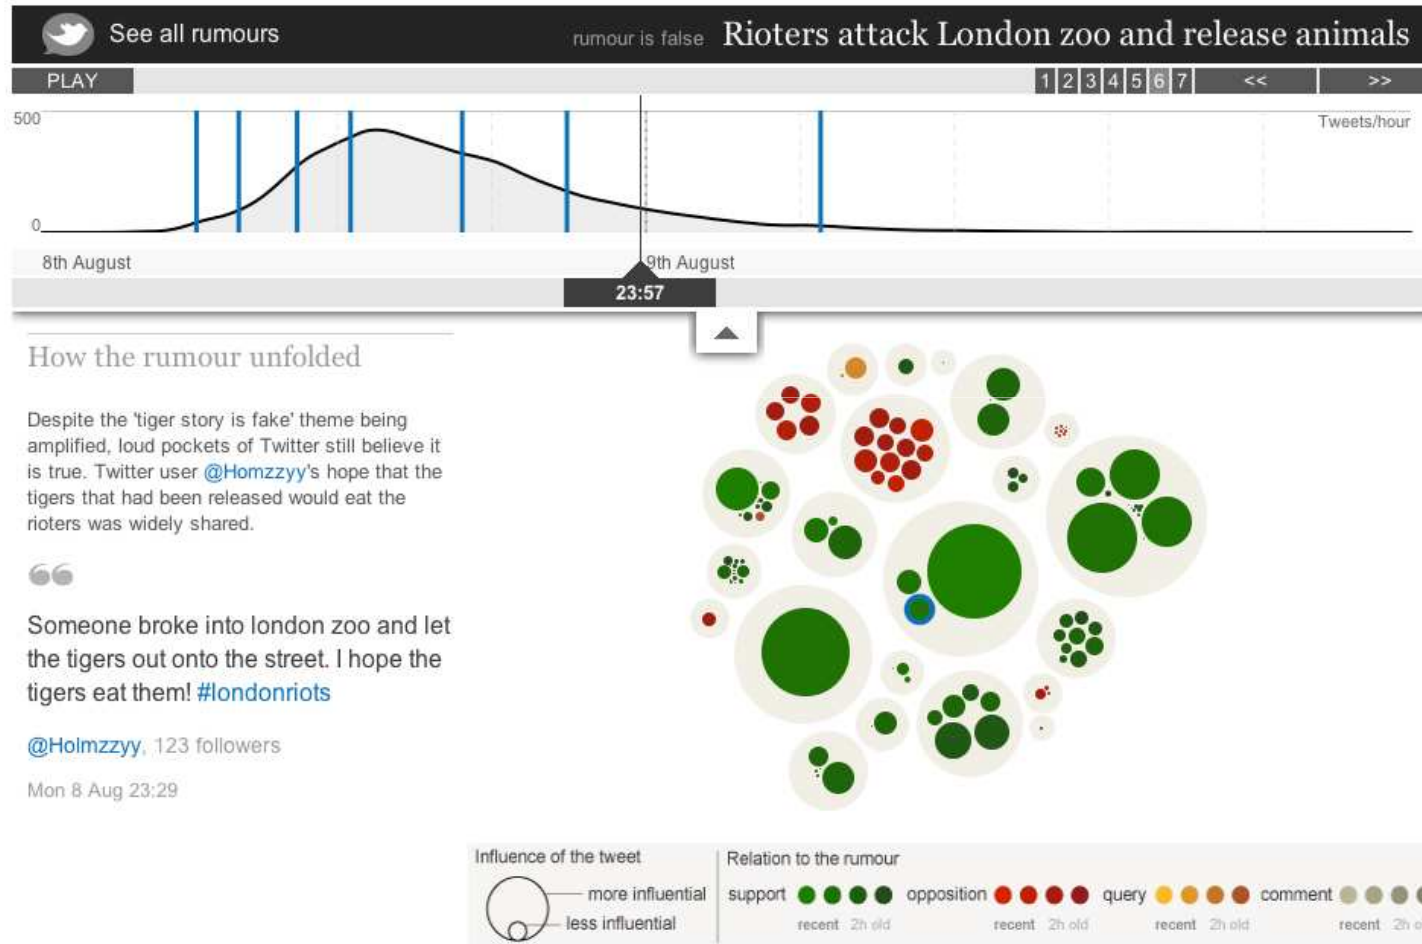 See all rumours
rumour is false Rioters attack London zoo and release animals
PLAY
1 2 3 4 5 6 7 << >>
500
Tweets/hour
0
8th August
9th August
23:57
How the rumour unfolded
Despite the 'tiger story is fake' theme being
amplified, loud pockets of Twitter still believe it
is true. Twitter user @Homzzyy's hope that the
tigers that had been released would eat the
rioters was widely shared.
Someone broke into london zoo and let
the tigers out onto the street. I hope the
tigers eat them! #londonriots
@Holmzzyy, 123 followers
Mon 8 Aug 23:29
Influence of the tweet
more influential
less influential
Relation to the rumour
support opposition query comment
recent 2h old recent 2h old recent 2h old recent 2h